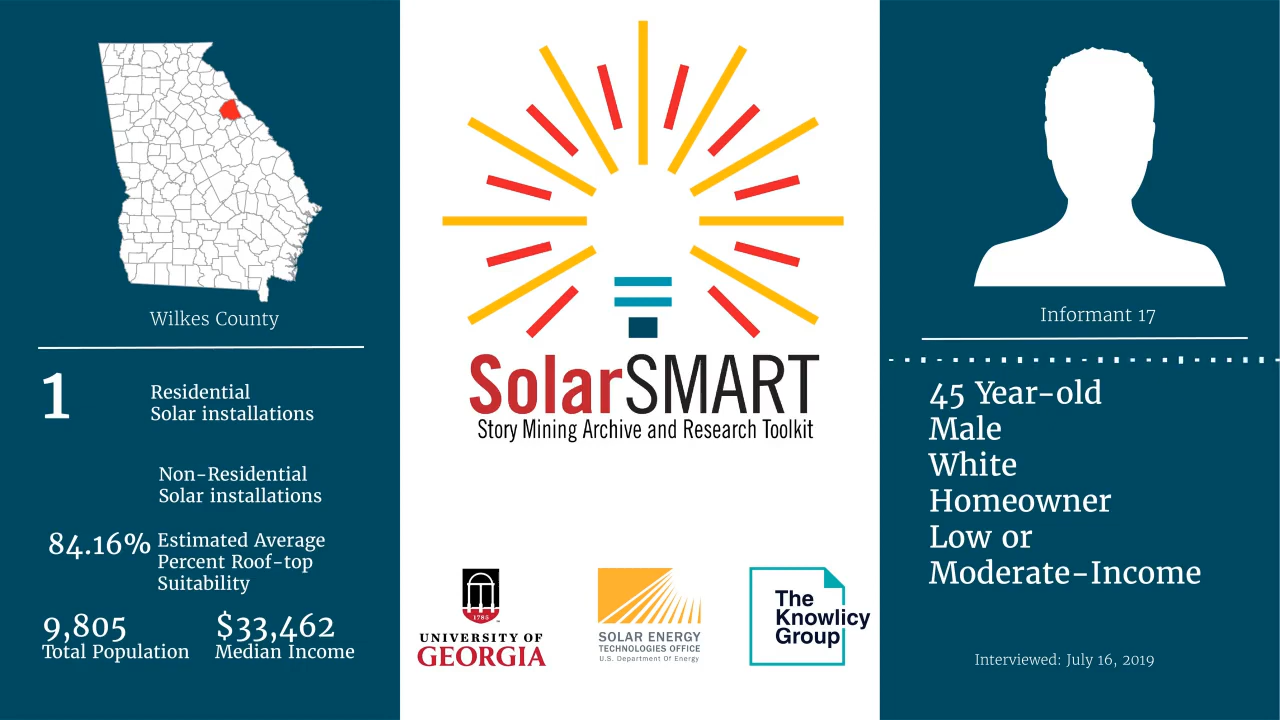 Wilkes County
1
Residential
Solar installations
Non-Residential
Solar installations
84.16%
Estimated Average
Percent Roof-top
Suitability
9,805
Total Population
$33,462
Median Income
SolarSMART
Story Mining Archive and Research Toolkit
1785
UNIVERSITY OF
GEORGIA
SOLAR ENERGY
TECHNOLOGIES OFFICE
U.S. Department Of Energy
The
Knowlicy
Group
Informant 17
45 Year-old
Male
White
Homeowner
Low or
Moderate-Income
Interviewed: July 16, 2019